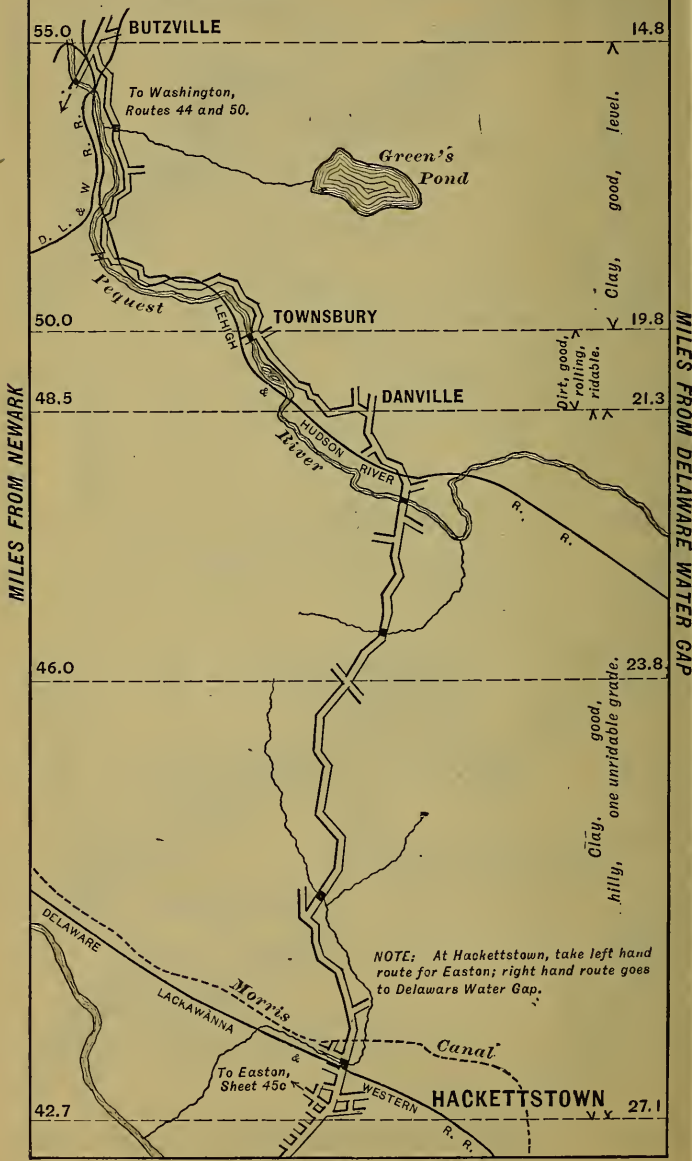 55.0 BUTZVILLE 14.8
To Washington,
Routes 44 and 50.
D. L. & W. R. R.
Green's
Pond
Clay, good, level.
Pequest
50.0 TOWNSBURY 19.8
LEHIGH
Dirt, good,
rolling,
ridable.
48.5 DANVILLE 21.3
&
HUDSON
River
RIVER
R. R.
MILES FROM NEWARK
MILES FROM DELAWARE WATER GAP
46.0 23.8
Clay, good,
hilly, one unridable grade.
DELAWARE
LACKAWANNA
Morris
NOTE: At Hackettstown, take left hand
route for Easton; right hand route goes
to Delawars Water Gap.
Canal
&
To Easton,
Sheet 45c
WESTERN
R. R.
HACKETTSTOWN
42.7 27.1